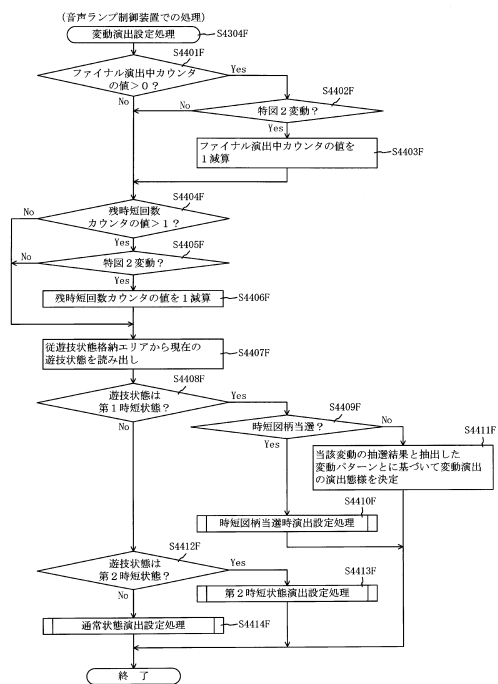 (音声ランプ制御装置での処理)
変動演出設定処理
S4304F
S4401F
ファイナル演出中カウンタ
の値>0?
Yes
No
S4402F
特図2変動?
No
Yes
ファイナル演出中カウンタの値を
1減算
S4403F
S4404F
残時短回数
カウンタの値>1?
No
Yes
S4405F
特図2変動?
No
Yes
残時短回数カウンタの値を1減算
S4406F
従遊技状態格納エリアから現在の
遊技状態を読み出し
S4407F
S4408F
遊技状態は
第1時短状態?
Yes
No
S4409F
時短図柄当選?
No
Yes
S4411F
当該変動の抽選結果と抽出した
変動パターンとに基づいて変動演出
の演出態様を決定
S4410F
時短図柄当選時演出設定処理
S4412F
遊技状態は
第2時短状態?
Yes
No
S4413F
第2時短状態演出設定処理
通常状態演出設定処理
S4414F
終 了